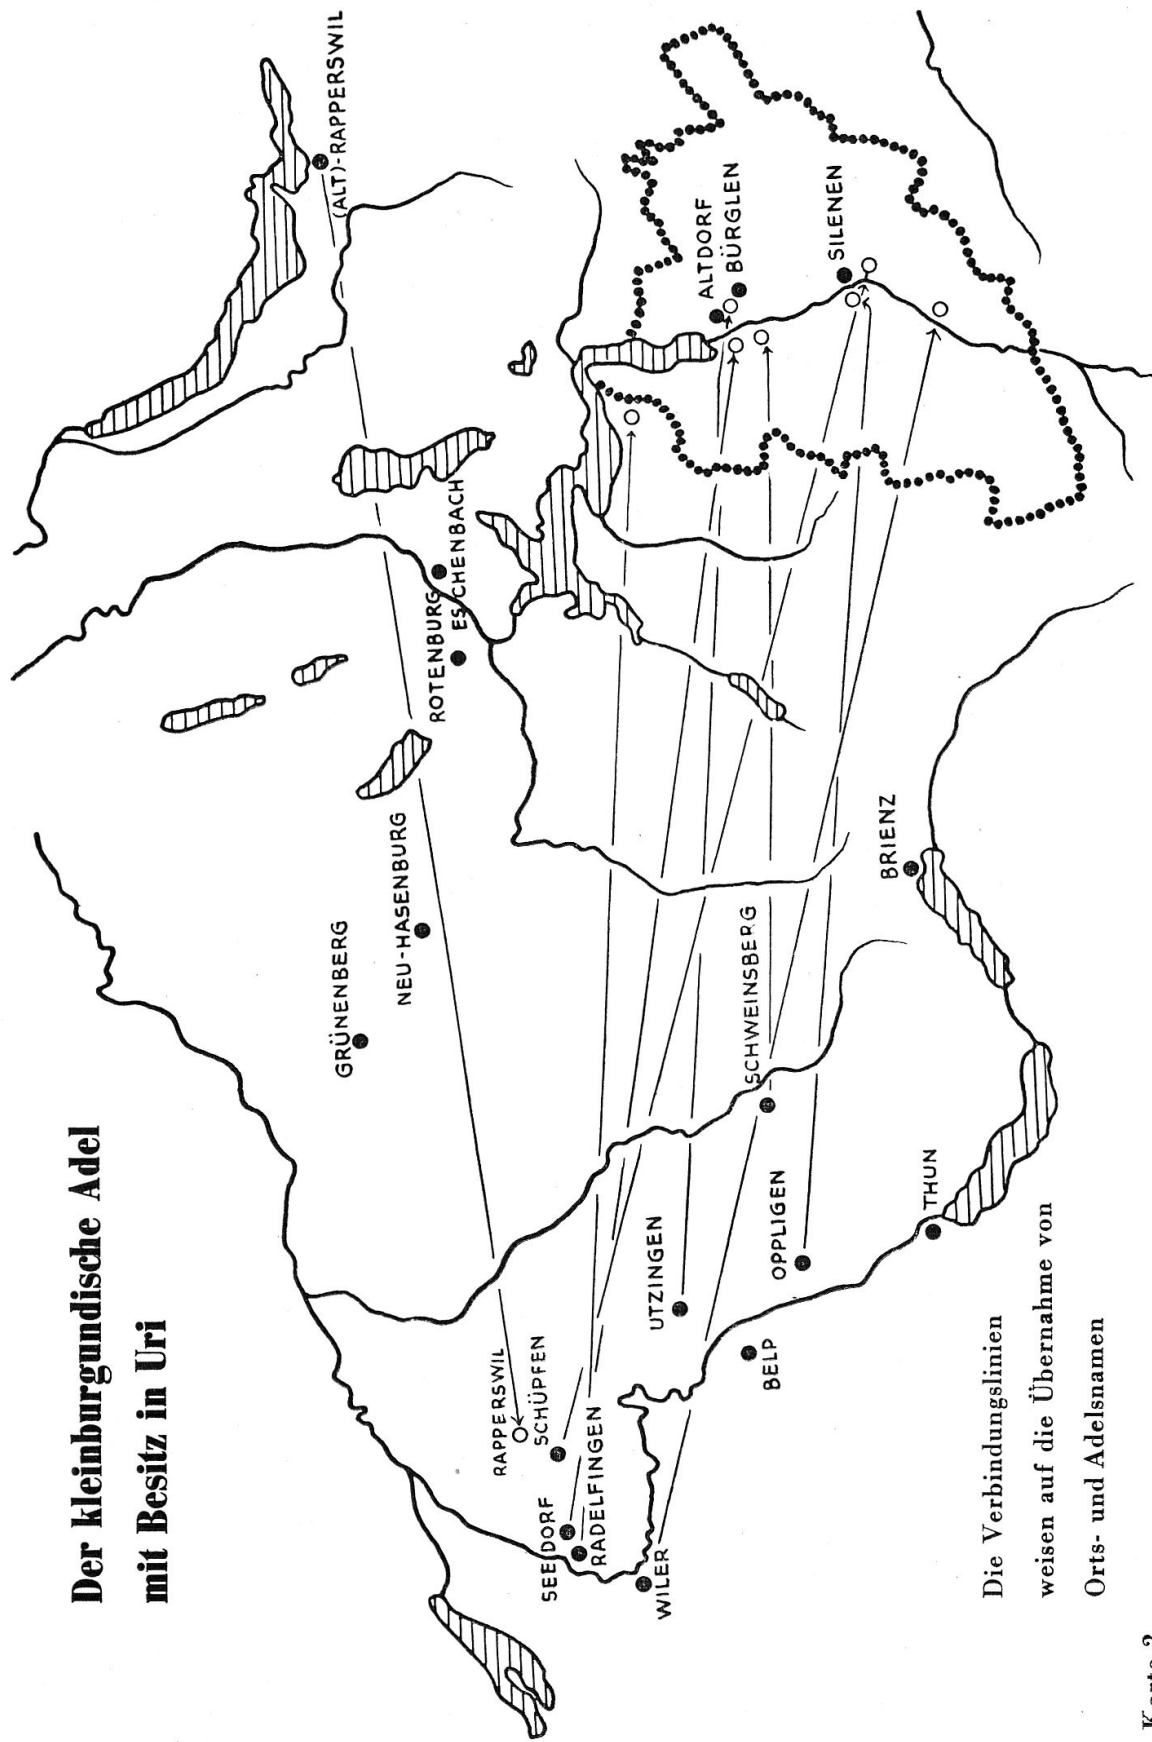 Der kleinburgundische Adel
mit Besitz in Uri
(ALT)-RAPPERSWIL
ROTENBURG
ESCHENBACH
NEU-HASENBURG
GRÜNENBERG
RAPPERSWIL
SCHÜPFEN
SEEDORF
RADELFINGEN
WILER
UTZINGEN
BELP
OPPLIGEN
SCHWEINSBERG
THUN
BRIENZ
ALTDORF
BÜRGLEN
SILENEN
Die Verbindungslinien
weisen auf die Übernahme von
Orts- und Adelsnamen